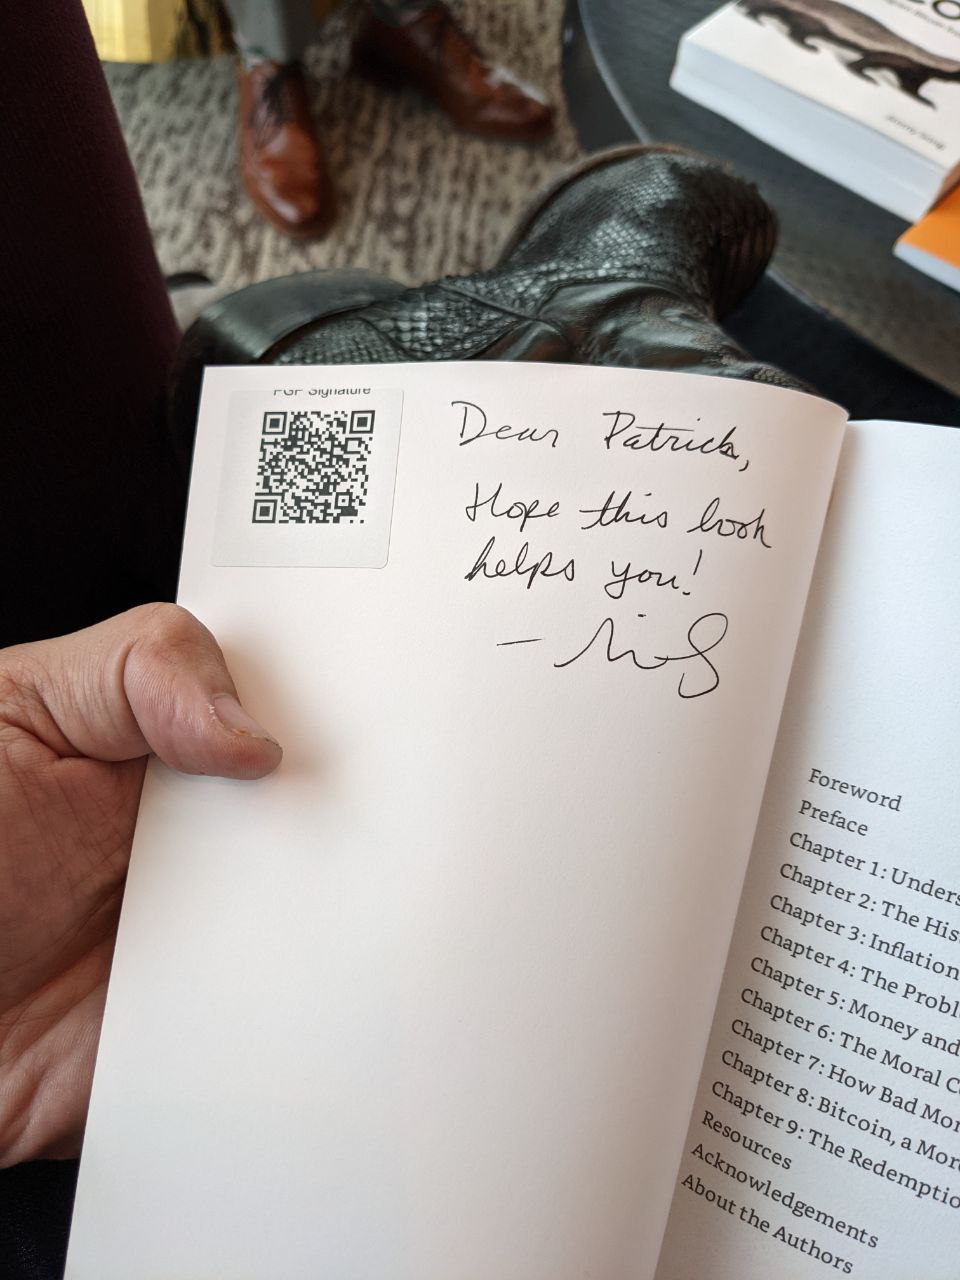 PGP Signature
Dear Patrick,
Hope this book
helps you!
Foreword
Preface
Chapter 1: Unders
Chapter 2: The His
Chapter 3: Inflation
Chapter 4: The Probl
Chapter 5: Money and
Chapter 6: The Moral C
Chapter 7: How Bad Mon
Chapter 8: Bitcoin, a Mor
Chapter 9: The Redemptio
Resources
Acknowledgements
About the Authors
Jimmy Song